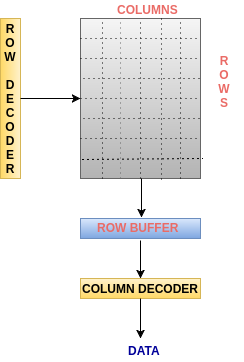 COLUMNS
ROW DECODER
ROWS
ROW BUFFER
COLUMN DECODER
DATA